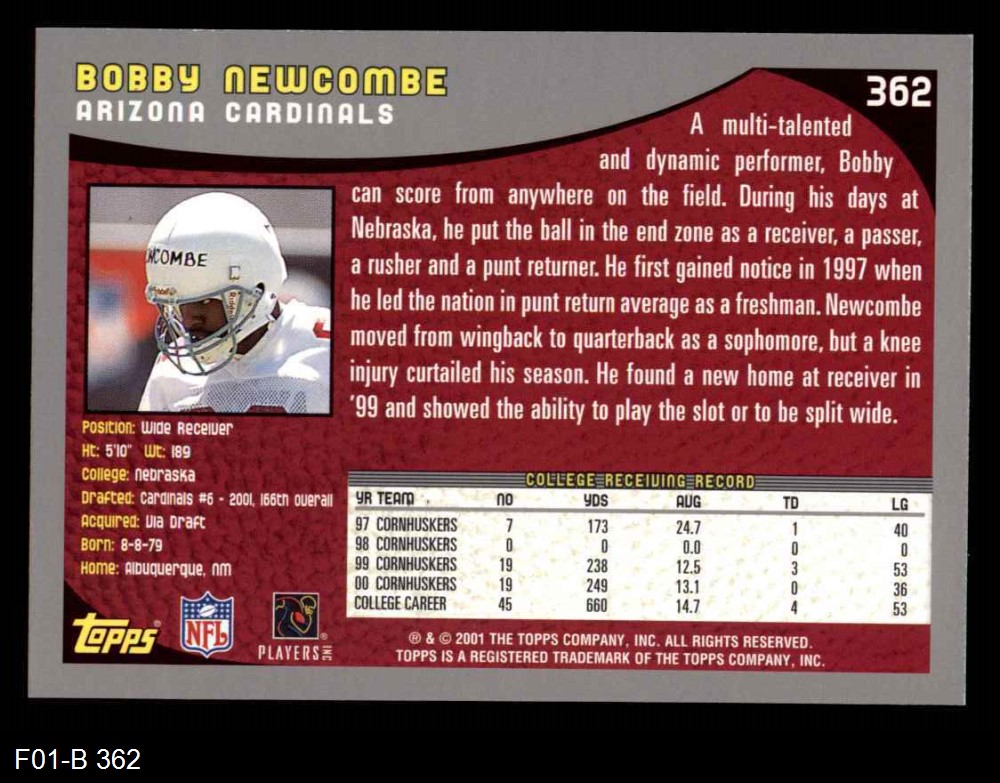 BOBBY NEWCOMBE
ARIZONA CARDINALS
362
A multi-talented
and dynamic performer, Bobby
can score from anywhere on the field. During his days at
Nebraska, he put the ball in the end zone as a receiver, a passer,
a rusher and a punt returner. He first gained notice in 1997 when
he led the nation in punt return average as a freshman. Newcombe
moved from wingback to quarterback as a sophomore, but a knee
injury curtailed his season. He found a new home at receiver in
'99 and showed the ability to play the slot or to be split wide.
WCOMBE
Position: Wide Receiver
Ht: 5'10" Wt: 189
College: Nebraska
Drafted: Cardinals #6 - 2001, 166th overall
Acquired: Via Draft
Born: 8-8-79
Home: Albuquerque, NM
COLLEGE RECEIVING RECORD
YR TEAM NO YDS AVG TD LG
97 CORNHUSKERS 7 173 24.7 1 40
98 CORNHUSKERS 0 0 0.0 0 0
99 CORNHUSKERS 19 238 12.5 3 53
00 CORNHUSKERS 19 249 13.1 0 36
COLLEGE CAREER 45 660 14.7 4 53
Topps®
NFL
PLAYERS INC ®
® & © 2001 THE TOPPS COMPANY, INC. ALL RIGHTS RESERVED.
TOPPS IS A REGISTERED TRADEMARK OF THE TOPPS COMPANY, INC.
F01-B 362